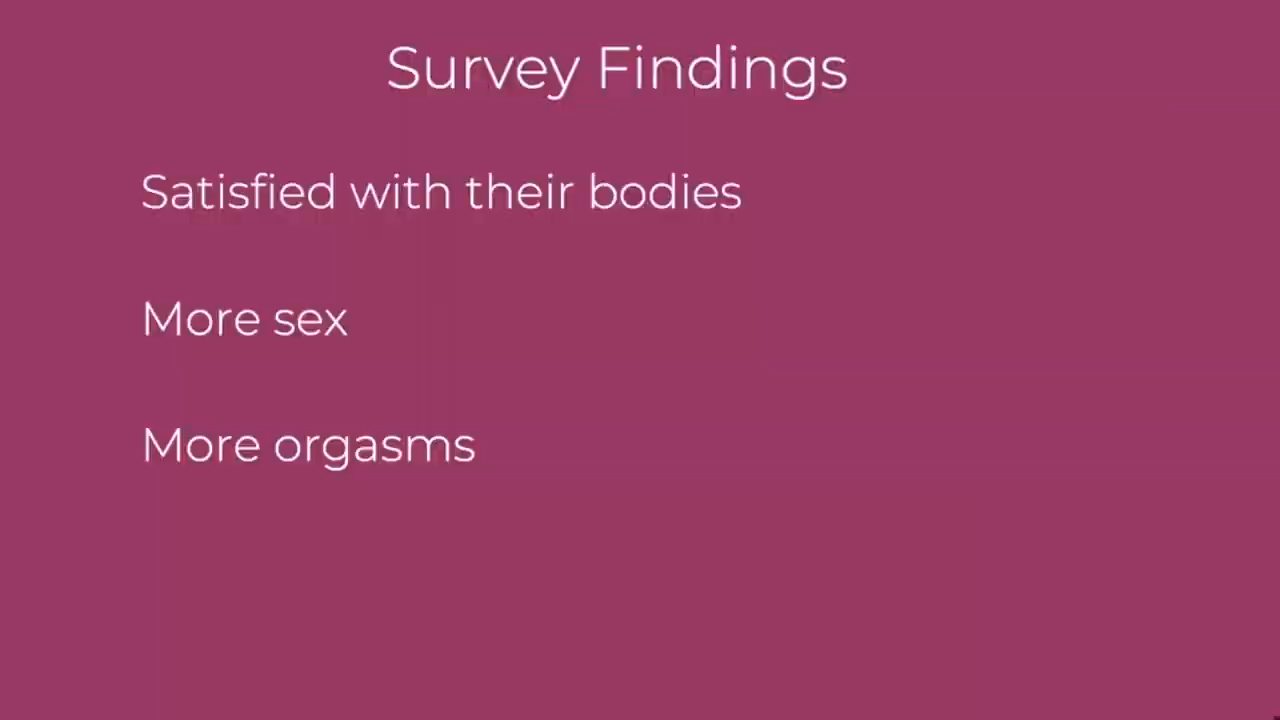 Survey Findings
Satisfied with their bodies
More sex
More orgasms